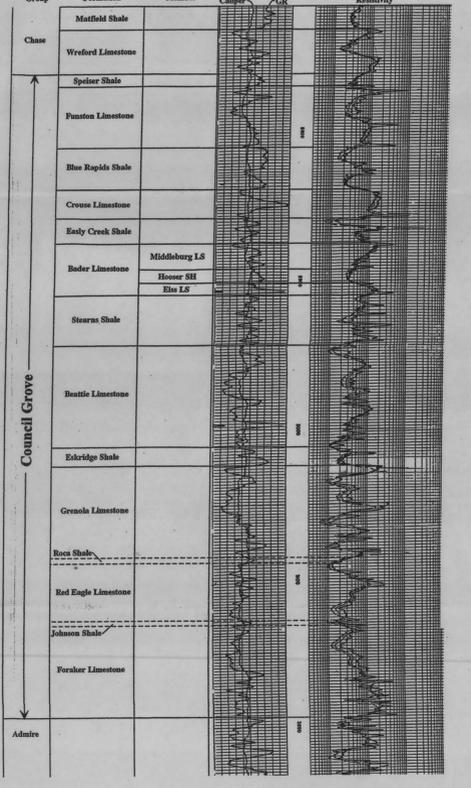 Group
Caliper GR
Resistivity
Chase
Matfield Shale
Wreford Limestone
Council Grove
Speiser Shale
Funston Limestone
Blue Rapids Shale
Crouse Limestone
Easly Creek Shale
Bader Limestone
Middleburg LS
Hooser SH
Eiss LS
Stearns Shale
Beattie Limestone
Eskridge Shale
Grenola Limestone
Roca Shale
Red Eagle Limestone
Johnson Shale
Foraker Limestone
Admire